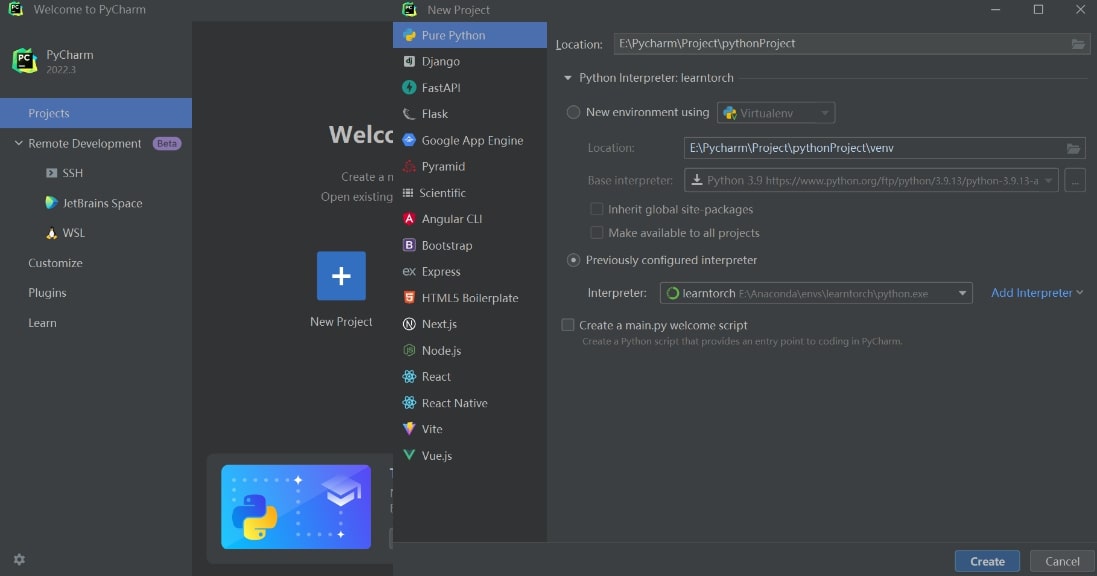 Welcome to PyCharm
PyCharm
2022.3
Projects
Remote Development Beta
SSH
JetBrains Space
WSL
Customize
Plugins
Learn
Create a
Open existing
New Project
New Project
Pure Python
Django
FastAPI
Flask
Google App Engine
Pyramid
Scientific
Angular CLI
Bootstrap
Express
HTML5 Boilerplate
Next.js
Node.js
React
React Native
Vite
Vue.js
Location: E:\Pycharm\Project\pythonProject
Python Interpreter: learntorch
New environment using Virtualenv
Location: E:\Pycharm\Project\pythonProject\venv
Base interpreter: Python 3.9 https://www.python.org/ftp/python/3.9.13/python-3.9.13-a ...
Inherit global site-packages
Make available to all projects
Previously configured interpreter
Interpreter: learntorch E:\Anaconda\envs\learntorch\python.exe Add Interpreter
Create a main.py welcome script
Create a Python script that provides an entry point to coding in PyCharm.
Create Cancel